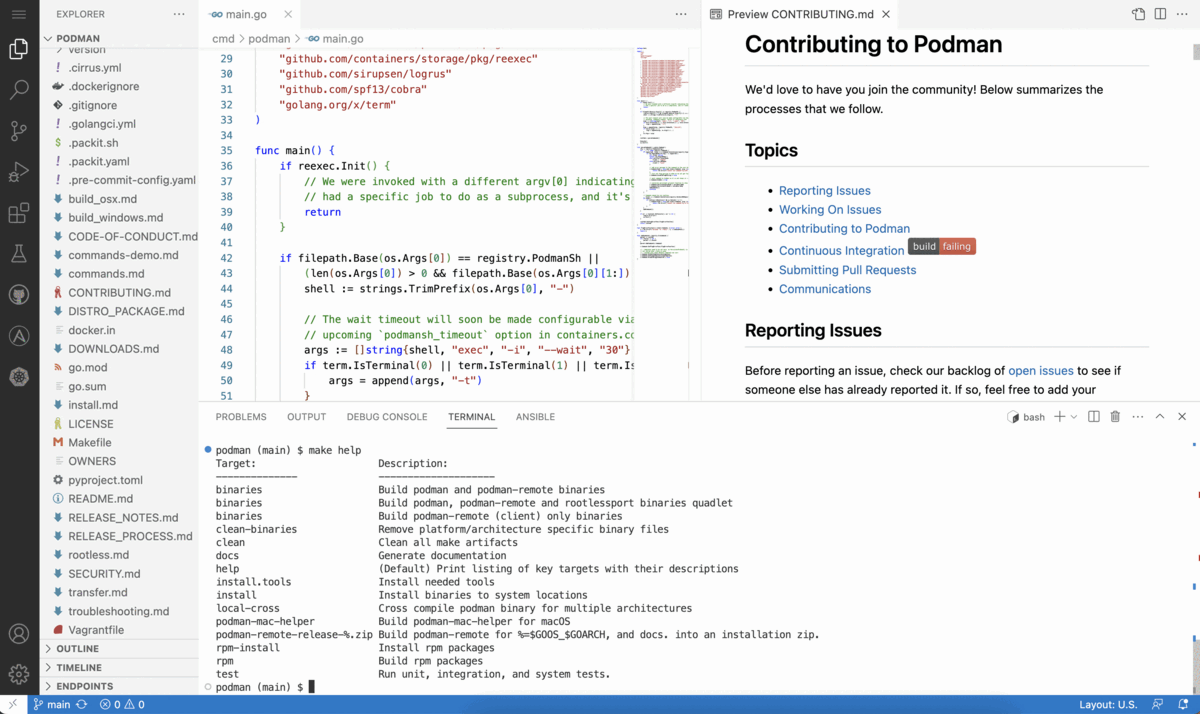 EXPLORER
PODMAN
version
.cirrus.yml
.dockerignore
.gitignore
.golangci.yml
.packit.sh
.packit.yaml
.pre-commit-config.yaml
build_osx.md
build_windows.md
CODE-OF-CONDUCT.md
commands-demo.md
commands.md
CONTRIBUTING.md
DISTRO_PACKAGE.md
docker.in
DOWNLOADS.md
go.mod
go.sum
install.md
LICENSE
Makefile
OWNERS
pyproject.toml
README.md
RELEASE_NOTES.md
RELEASE_PROCESS.md
rootless.md
SECURITY.md
transfer.md
troubleshooting.md
Vagrantfile
OUTLINE
TIMELINE
ENDPOINTS
main.go
cmd > podman > main.go
29 "github.com/containers/storage/pkg/reexec"
30 "github.com/sirupsen/logrus"
31 "github.com/spf13/cobra"
32 "golang.org/x/term"
33 )
34
35 func main() {
36 if reexec.Init() {
37 // We were invoked with a different argv[0] indicating
38 // had a specific job to do as a subprocess, and it's
39 return
40 }
41
42 if filepath.Base(os.Args[0]) == registry.PodmanSh ||
43 (len(os.Args[0]) > 0 && filepath.Base(os.Args[0][1:])
44 shell := strings.TrimPrefix(os.Args[0], "-")
45
46 // The wait timeout will soon be made configurable via
47 // upcoming `podmansh_timeout` option in containers.co
48 args := []string{shell, "exec", "-i", "--wait", "30"}
49 if term.IsTerminal(0) || term.IsTerminal(1) || term.Is
50 args = append(args, "-t")
51 }
Preview CONTRIBUTING.md
Contributing to Podman
We'd love to have you join the community! Below summarizes the
processes that we follow.
Topics
• Reporting Issues
• Working On Issues
• Contributing to Podman
• Continuous Integration build failing
• Submitting Pull Requests
• Communications
Reporting Issues
Before reporting an issue, check our backlog of open issues to see if
someone else has already reported it. If so, feel free to add your
PROBLEMS OUTPUT DEBUG CONSOLE TERMINAL ANSIBLE
bash
podman (main) $ make help
Target: Description:
-------------- --------------------
binaries Build podman and podman-remote binaries
binaries Build podman, podman-remote and rootlessport binaries quadlet
binaries Build podman-remote (client) only binaries
clean-binaries Remove platform/architecture specific binary files
clean Clean all make artifacts
docs Generate documentation
help (Default) Print listing of key targets with their descriptions
install.tools Install needed tools
install Install binaries to system locations
local-cross Cross compile podman binary for multiple architectures
podman-mac-helper Build podman-mac-helper for macOS
podman-remote-release-%.zip Build podman-remote for %=$GOOS_$GOARCH, and docs. into an installation zip.
rpm-install Install rpm packages
rpm Build rpm packages
test Run unit, integration, and system tests.
podman (main) $
main 0 0 Layout: U.S.